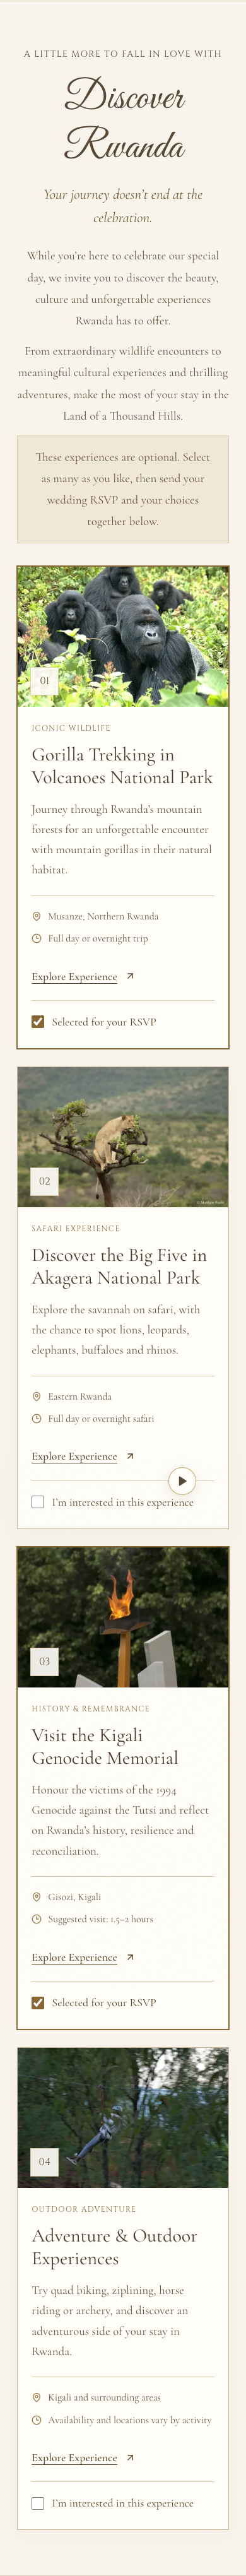 A LITTLE MORE TO FALL IN LOVE WITH
Discover
Rwanda
Your journey doesn't end at the
celebration.
While you're here to celebrate our special
day, we invite you to discover the beauty,
culture and unforgettable experiences
Rwanda has to offer.
From extraordinary wildlife encounters to
meaningful cultural experiences and thrilling
adventures, make the most of your stay in the
Land of a Thousand Hills.
These experiences are optional. Select
as many as you like, then send your
wedding RSVP and your choices
together below.
01
ICONIC WILDLIFE
Gorilla Trekking in
Volcanoes National Park
Journey through Rwanda's mountain
forests for an unforgettable encounter
with mountain gorillas in their natural
habitat.
Musanze, Northern Rwanda
Full day or overnight trip
Explore Experience
Selected for your RSVP
02
SAFARI EXPERIENCE
Discover the Big Five in
Akagera National Park
Explore the savannah on safari, with
the chance to spot lions, leopards,
elephants, buffaloes and rhinos.
Eastern Rwanda
Full day or overnight safari
Explore Experience
I'm interested in this experience
03
HISTORY & REMEMBRANCE
Visit the Kigali
Genocide Memorial
Honour the victims of the 1994
Genocide against the Tutsi and reflect
on Rwanda's history, resilience and
reconciliation.
Gisozi, Kigali
Suggested visit: 1.5–2 hours
Explore Experience
Selected for your RSVP
04
OUTDOOR ADVENTURE
Adventure & Outdoor
Experiences
Try quad biking, ziplining, horse
riding or archery, and discover an
adventurous side of your stay in
Rwanda.
Kigali and surrounding areas
Availability and locations vary by activity
Explore Experience
I'm interested in this experience